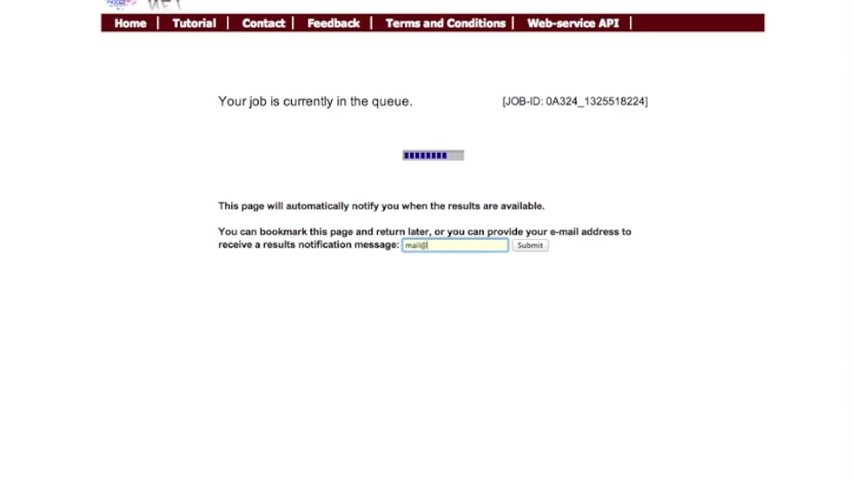 Home | Tutorial | Contact | Feedback | Terms and Conditions | Web-service API |
Your job is currently in the queue. [JOB-ID: 0A324_1325518224]
This page will automatically notify you when the results are available.
You can bookmark this page and return later, or you can provide your e-mail address to
receive a results notification message: mail@ Submit